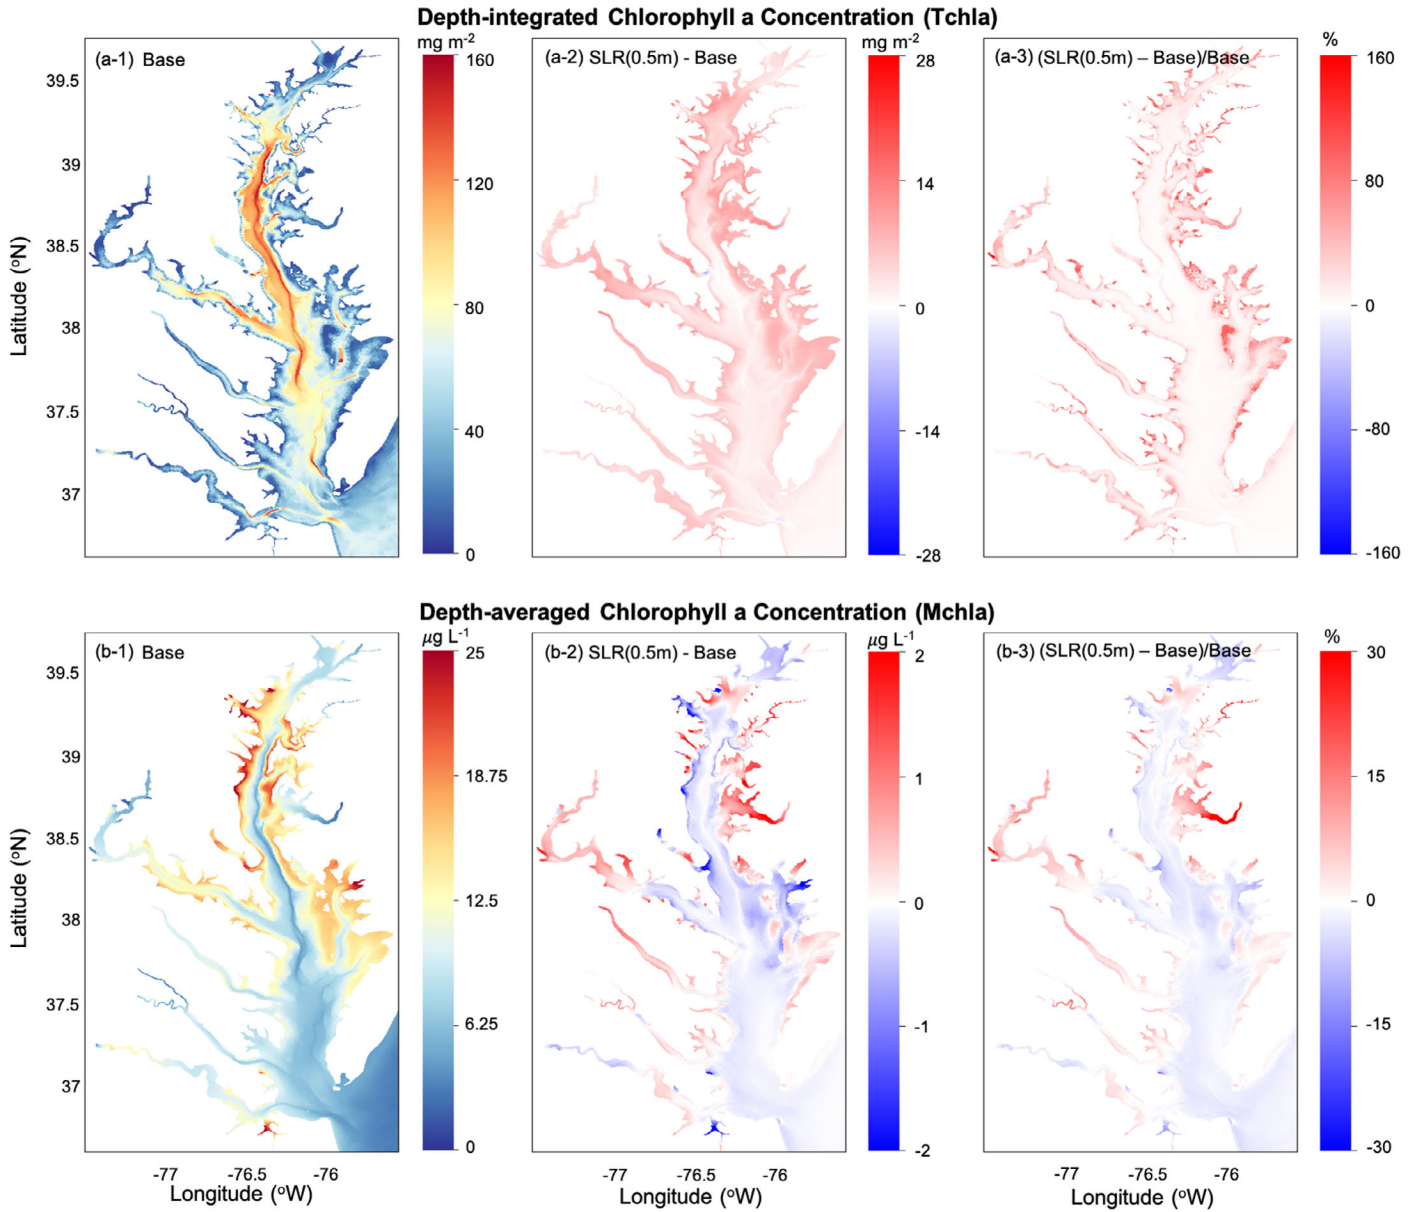 Depth-integrated Chlorophyll a Concentration (Tchla)
mg m-2
mg m-2
%
(a-1) Base
(a-2) SLR(0.5m) - Base
(a-3) (SLR(0.5m) – Base)/Base
160
120
80
40
0
28
14
0
-14
-28
160
80
0
-80
-160
39.5
39
38.5
38
37.5
37
Latitude (oN)
Depth-averaged Chlorophyll a Concentration (Mchla)
µg L-1
µg L-1
%
(b-1) Base
(b-2) SLR(0.5m) - Base
(b-3) (SLR(0.5m) – Base)/Base
25
18.75
12.5
6.25
0
2
1
0
-1
-2
30
15
0
-15
-30
39.5
39
38.5
38
37.5
37
Latitude (oN)
-77 -76.5 -76
-77 -76.5 -76
-77 -76.5 -76
Longitude (oW)
Longitude (oW)
Longitude (oW)